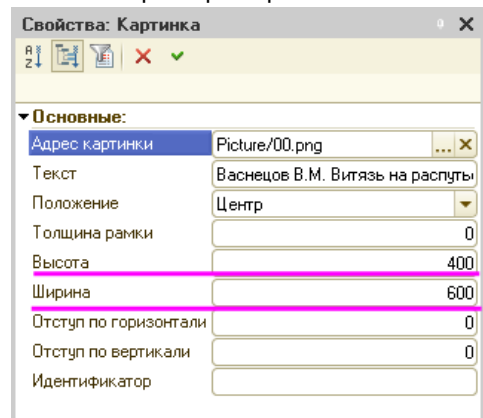 Свойства: Картинка
Основные:
Адрес картинки Picture/00.png ...
Текст Васнецов В.М. Витязь на распуть
Положение Центр
Толщина рамки 0
Высота 400
Ширина 600
Отступ по горизонтали 0
Отступ по вертикали 0
Идентификатор